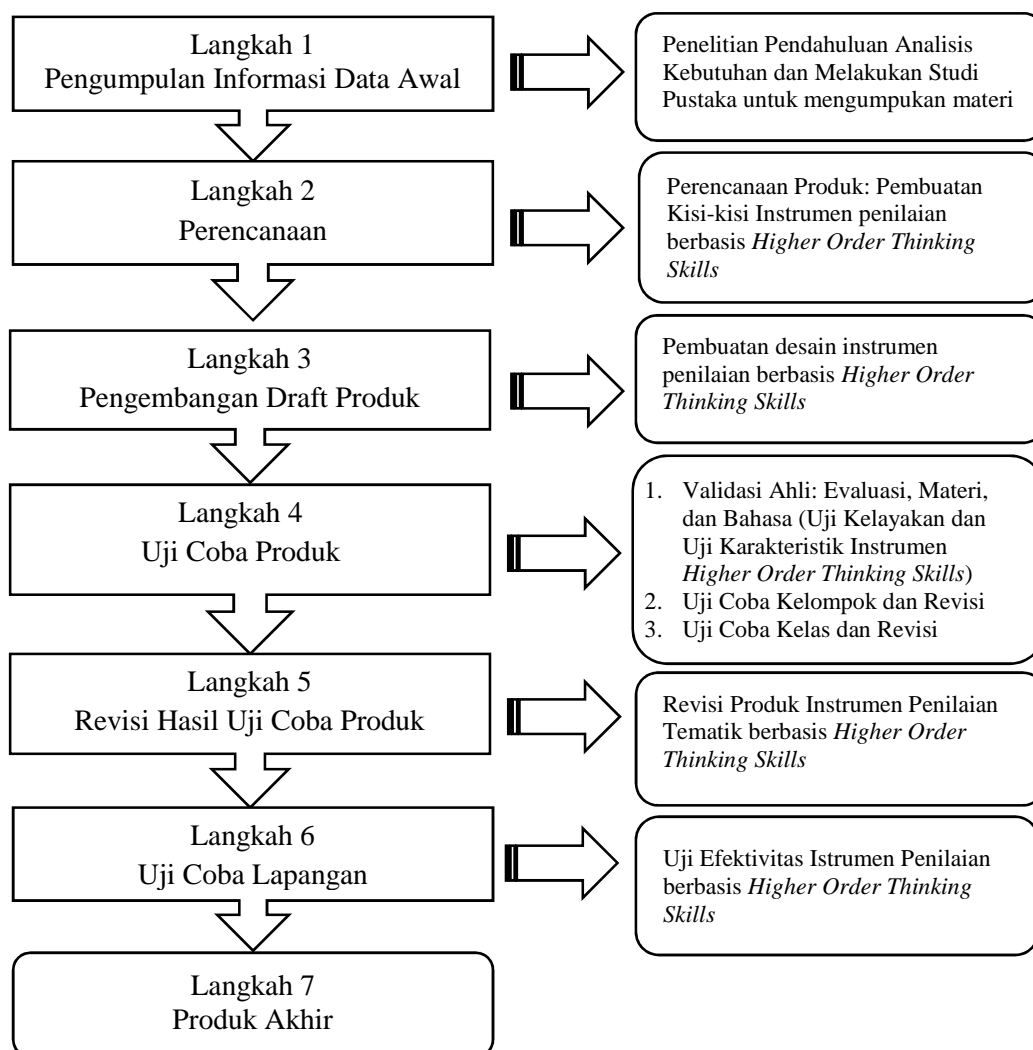 Langkah 1
Pengumpulan Informasi Data Awal
Penelitian Pendahuluan Analisis
Kebutuhan dan Melakukan Studi
Pustaka untuk mengumpukan materi
Langkah 2
Perencanaan
Perencanaan Produk: Pembuatan
Kisi-kisi Instrumen penilaian
berbasis Higher Order Thinking
Skills
Langkah 3
Pengembangan Draft Produk
Pembuatan desain instrumen
penilaian berbasis Higher Order
Thinking Skills
Langkah 4
Uji Coba Produk
1. Validasi Ahli: Evaluasi, Materi,
dan Bahasa (Uji Kelayakan dan
Uji Karakteristik Instrumen
Higher Order Thinking Skills)
2. Uji Coba Kelompok dan Revisi
3. Uji Coba Kelas dan Revisi
Langkah 5
Revisi Hasil Uji Coba Produk
Revisi Produk Instrumen Penilaian
Tematik berbasis Higher Order
Thinking Skills
Langkah 6
Uji Coba Lapangan
Uji Efektivitas Istrumen Penilaian
berbasis Higher Order Thinking
Skills
Langkah 7
Produk Akhir